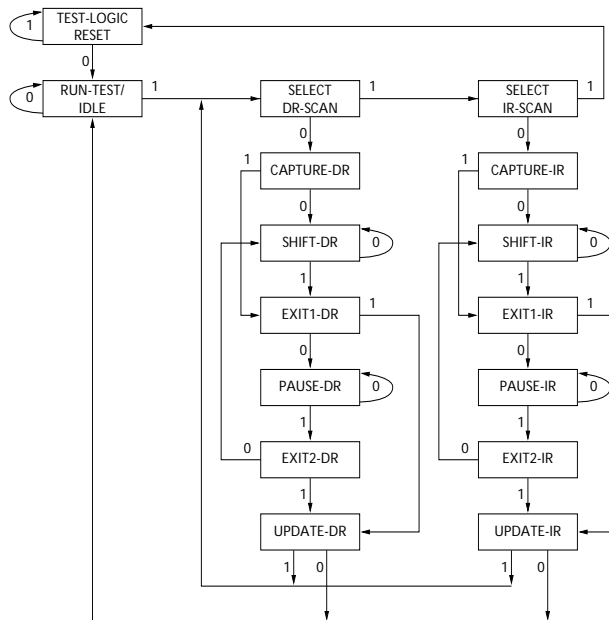 TEST-LOGIC
RESET
1
0
RUN-TEST/
IDLE
0
1
SELECT
DR-SCAN
1
SELECT
IR-SCAN
1
0
0
CAPTURE-DR
1
CAPTURE-IR
1
0
0
SHIFT-DR
0
SHIFT-IR
0
1
1
EXIT1-DR
1
EXIT1-IR
1
0
0
PAUSE-DR
0
PAUSE-IR
0
1
1
0
EXIT2-DR
0
EXIT2-IR
1
1
UPDATE-DR
UPDATE-IR
1
0
1
0